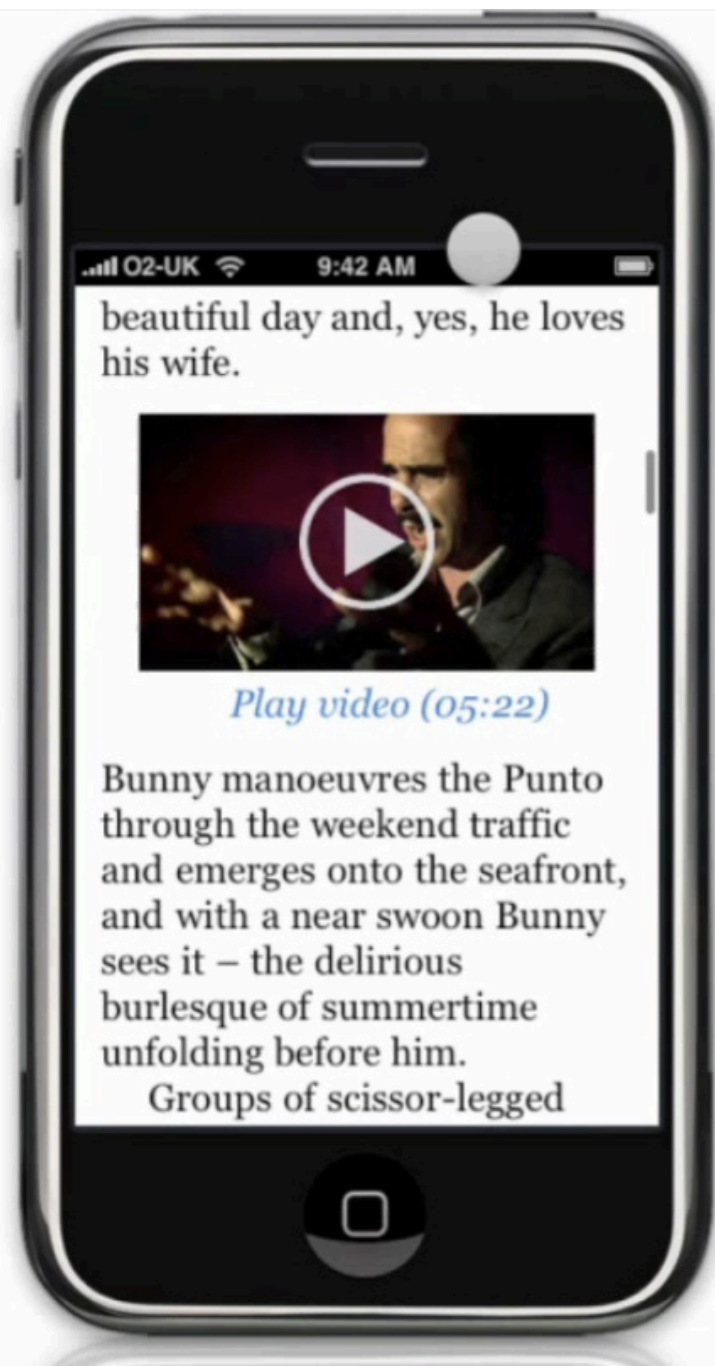 O2-UK 9:42 AM
beautiful day and, yes, he loves
his wife.
Play video (05:22)
Bunny manoeuvres the Punto
through the weekend traffic
and emerges onto the seafront,
and with a near swoon Bunny
sees it – the delirious
burlesque of summertime
unfolding before him.
Groups of scissor-legged